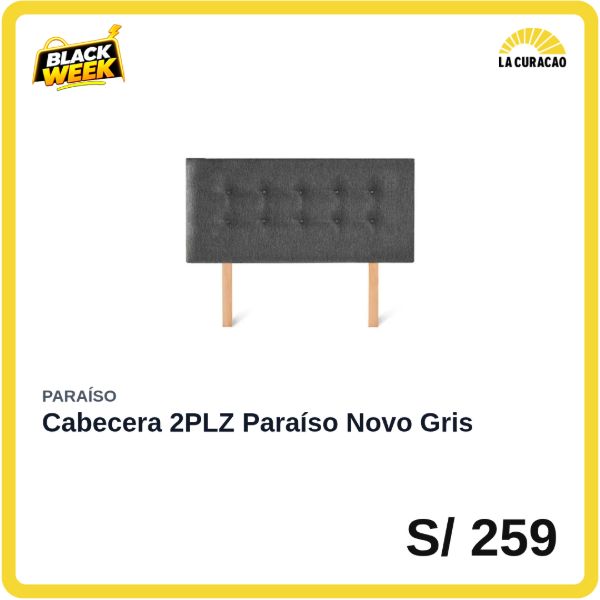 BLACK
WEEK
LA CURACAO
PARAÍSO
Cabecera 2PLZ Paraíso Novo Gris
S/ 259